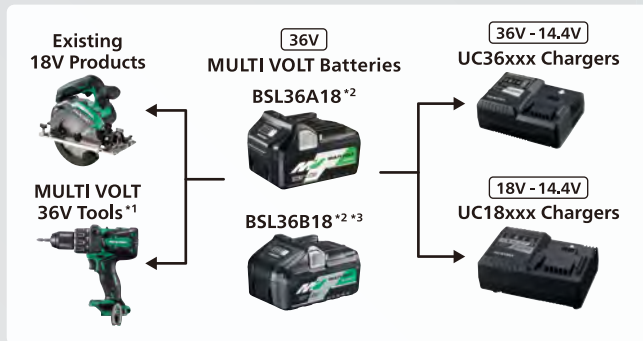 Existing
18V Products
MULTI VOLT
36V Tools*1
36V
MULTI VOLT Batteries
BSL36A18*2
BSL36B18*2 *3
36V-14.4V
UC36xxx Chargers
18V-14.4V
UC18xxx Chargers